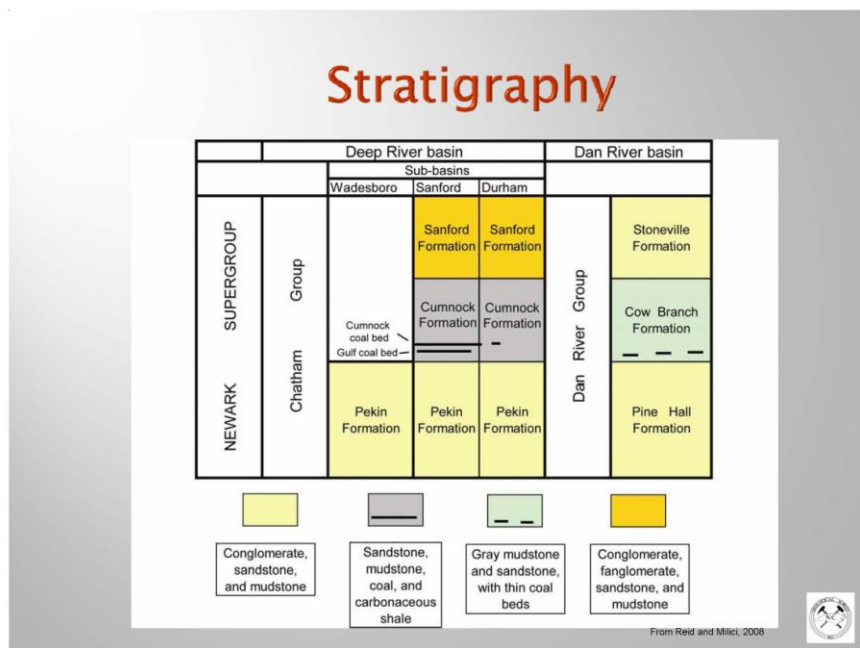 Stratigraphy
Deep River basin
Dan River basin
Sub-basins
Wadesboro
Sanford
Durham
NEWARK SUPERGROUP
Chatham Group
Sanford
Formation
Sanford
Formation
Cumnock
Formation
Cumnock
Formation
Cumnock
coal bed
Gulf coal bed
Pekin
Formation
Pekin
Formation
Pekin
Formation
Dan River Group
Stoneville
Formation
Cow Branch
Formation
Pine Hall
Formation
Conglomerate,
sandstone,
and mudstone
Sandstone,
mudstone,
coal, and
carbonaceous
shale
Gray mudstone
and sandstone,
with thin coal
beds
Conglomerate,
fanglomerate,
sandstone, and
mudstone
From Reid and Milici, 2008